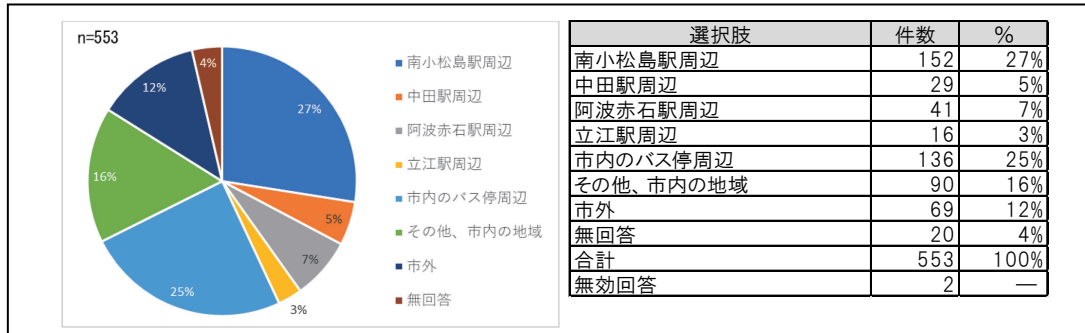 n=553
27%
5%
7%
3%
25%
16%
12%
4%
南小松島駅周辺
中田駅周辺
阿波赤石駅周辺
立江駅周辺
市内のバス停周辺
その他、市内の地域
市外
無回答
選択肢 件数 %
南小松島駅周辺 152 27%
中田駅周辺 29 5%
阿波赤石駅周辺 41 7%
立江駅周辺 16 3%
市内のバス停周辺 136 25%
その他、市内の地域 90 16%
市外 69 12%
無回答 20 4%
合計 553 100%
無効回答 2 —